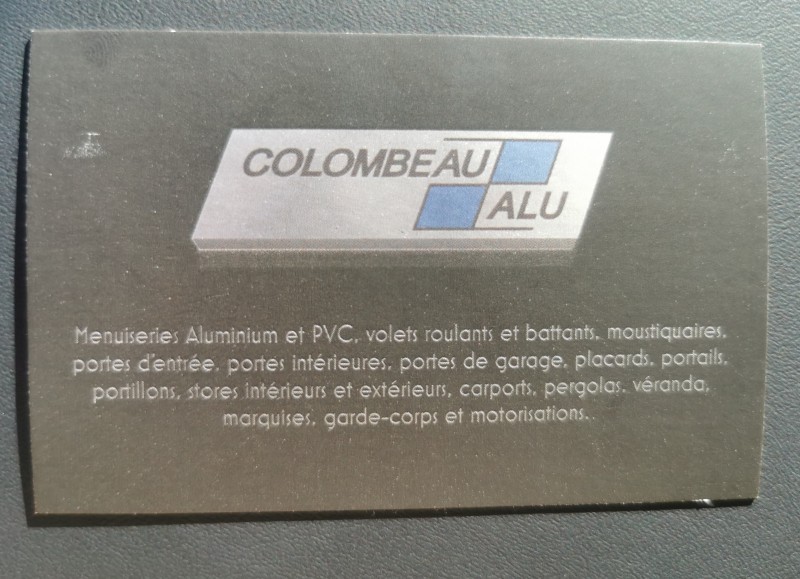 COLOMBEAU
ALU
Menuiseries Aluminium et PVC, volets roulants et battants, moustiquaires,
portes d'entrée, portes intérieures, portes de garage, placards, portails,
portillons, stores intérieurs et extérieurs, carports, pergolas, véranda,
marquises, garde-corps et motorisations..